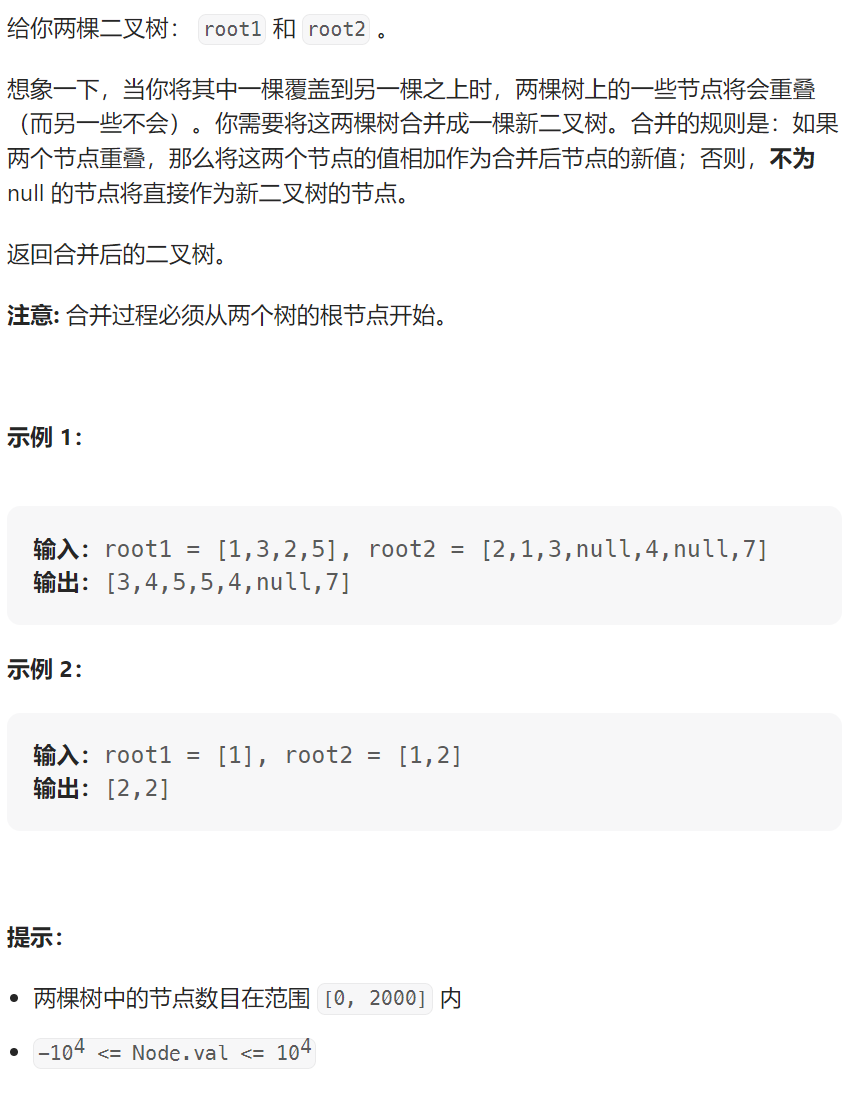 给你两棵二叉树： root1 和 root2 。
想象一下，当你将其中一棵覆盖到另一棵之上时，两棵树上的一些节点将会重叠
（而另一些不会）。你需要将这两棵树合并成一棵新二叉树。合并的规则是：如果
两个节点重叠，那么将这两个节点的值相加作为合并后节点的新值；否则，不为
null 的节点将直接作为新二叉树的节点。
返回合并后的二叉树。
注意: 合并过程必须从两个树的根节点开始。
示例 1：
输入：root1 = [1,3,2,5], root2 = [2,1,3,null,4,null,7]
输出：[3,4,5,5,4,null,7]
示例 2：
输入：root1 = [1], root2 = [1,2]
输出：[2,2]
提示：
• 两棵树中的节点数目在范围 [0, 2000] 内
• -10⁴ <= Node.val <= 10⁴